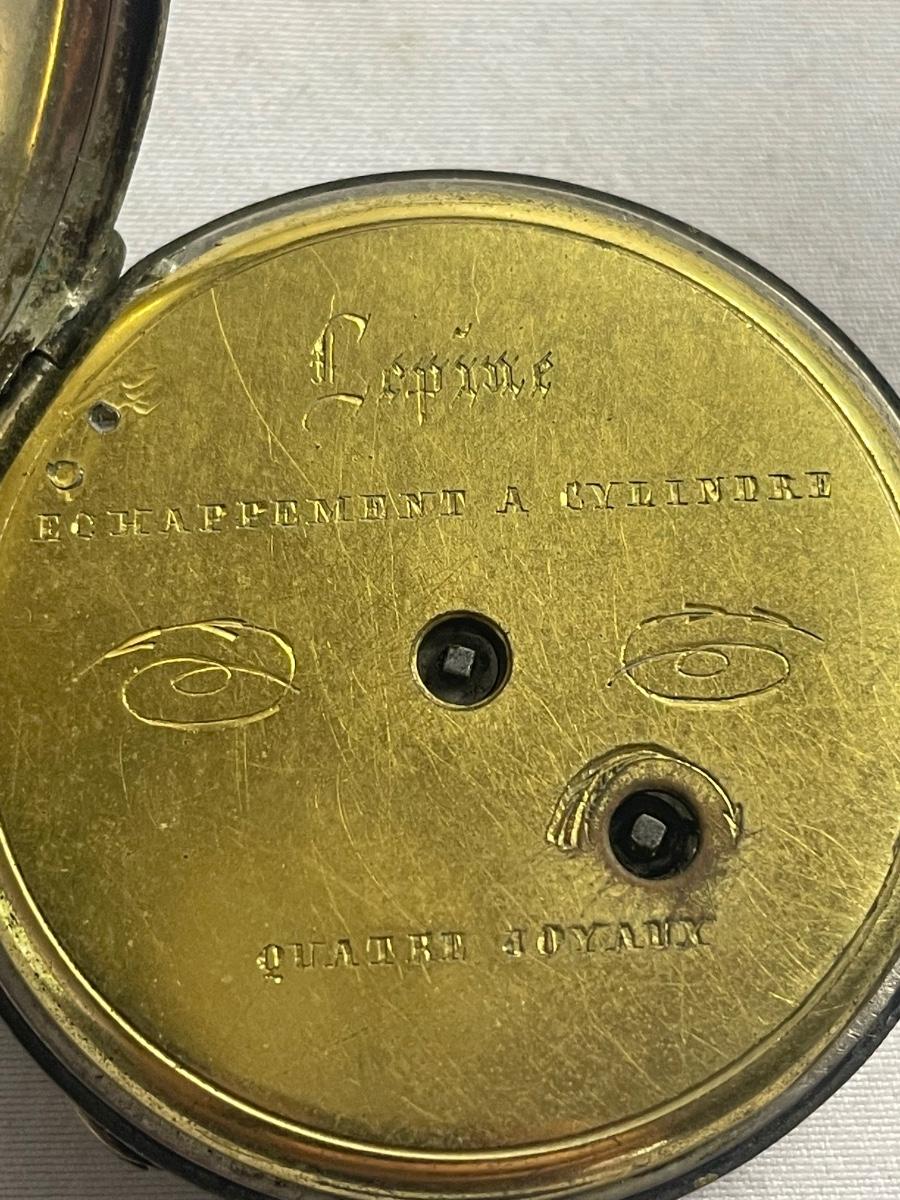 Lepine
ECHAPPEMENT A CYLINDRE
QUATRE JOYAUX